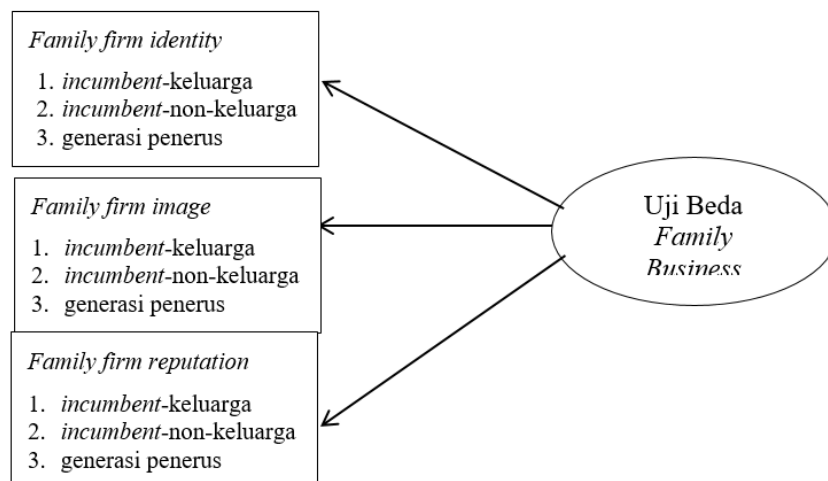 Family firm identity
1. incumbent-keluarga
2. incumbent-non-keluarga
3. generasi penerus
Family firm image
1. incumbent-keluarga
2. incumbent-non-keluarga
3. generasi penerus
Family firm reputation
1. incumbent-keluarga
2. incumbent-non-keluarga
3. generasi penerus
Uji Beda
Family
Business